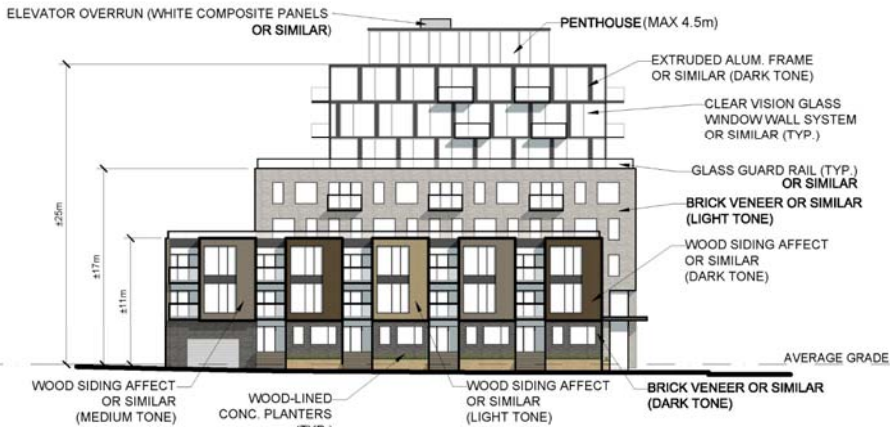 ELEVATOR OVERRUN (WHITE COMPOSITE PANELS
OR SIMILAR)
PENTHOUSE (MAX 4.5m)
EXTRUDED ALUM. FRAME
OR SIMILAR (DARK TONE)
CLEAR VISION GLASS
WINDOW WALL SYSTEM
OR SIMILAR (TYP.)
GLASS GUARD RAIL (TYP.)
OR SIMILAR
BRICK VENEER OR SIMILAR
(LIGHT TONE)
WOOD SIDING AFFECT
OR SIMILAR
(DARK TONE)
±25m
±17m
±11m
AVERAGE GRADE
WOOD SIDING AFFECT
OR SIMILAR
(MEDIUM TONE)
WOOD-LINED
CONC. PLANTERS
(TYP.)
WOOD SIDING AFFECT
OR SIMILAR
(LIGHT TONE)
BRICK VENEER OR SIMILAR
(DARK TONE)